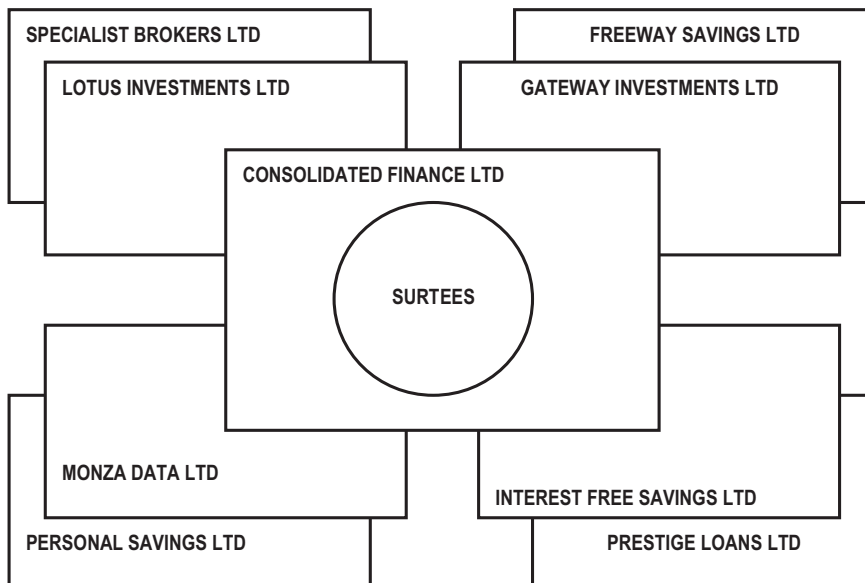 SPECIALIST BROKERS LTD
FREEWAY SAVINGS LTD
LOTUS INVESTMENTS LTD
GATEWAY INVESTMENTS LTD
CONSOLIDATED FINANCE LTD
SURTEES
MONZA DATA LTD
INTEREST FREE SAVINGS LTD
PERSONAL SAVINGS LTD
PRESTIGE LOANS LTD